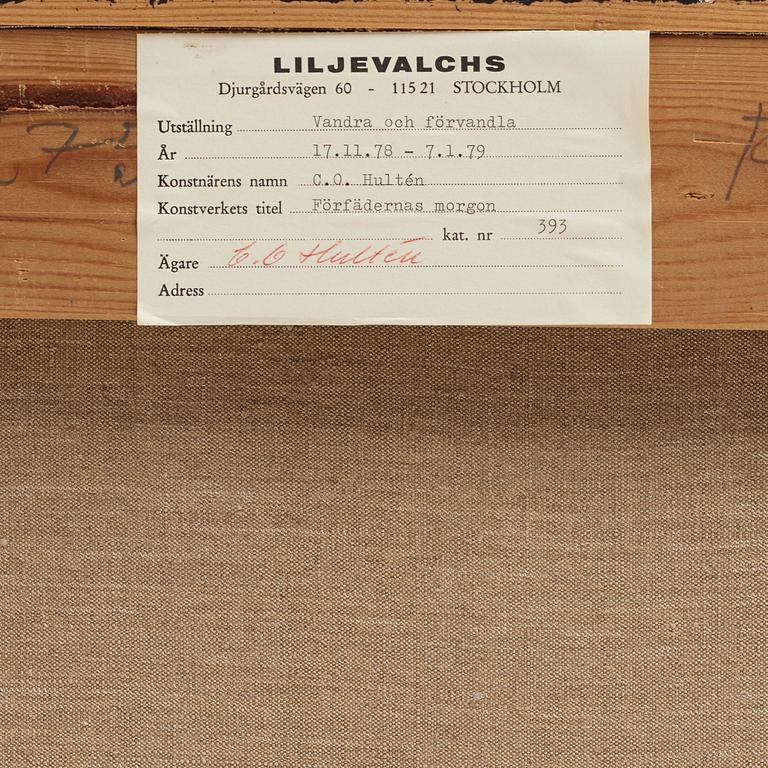 LILJEVALCHS
Djurgårdsvägen 60 - 115 21 STOCKHOLM
Utställning Vandra och förvandla
År 17.11.78 - 7.1.79
Konstnärens namn C.O. Hultén
Konstverkets titel Förfädernas morgon
kat. nr 393
Ägare C.O Hultén
Adress